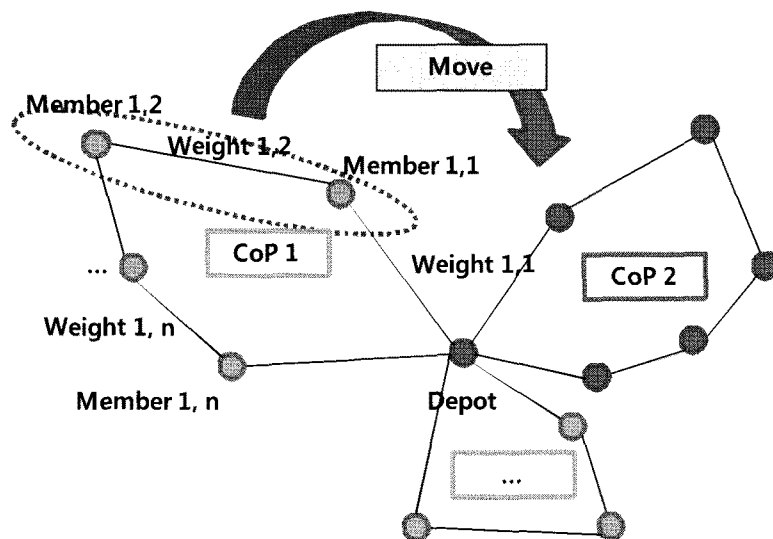 Move
Member 1,2
Weight 1,2
Member 1,1
CoP 1
Weight 1,1
CoP 2
...
Weight 1, n
Member 1, n
Depot
...